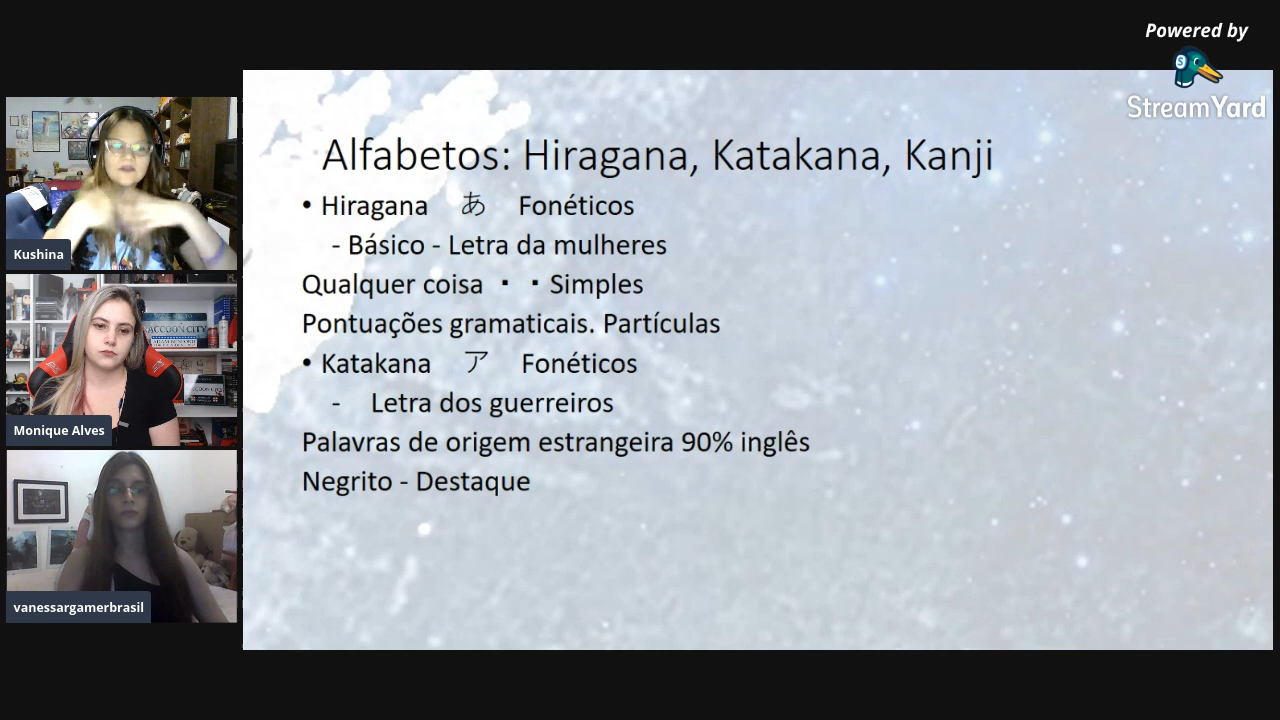 Powered by
StreamYard
Alfabetos: Hiragana, Katakana, Kanji
• Hiragana あ Fonéticos
- Básico - Letra da mulheres
Qualquer coisa ・ ・Simples
Pontuações gramaticais. Partículas
• Katakana ア Fonéticos
- Letra dos guerreiros
Palavras de origem estrangeira 90% inglês
Negrito - Destaque
Kushina
RACCOON CITY
Monique Alves
vanessargamerbrasil